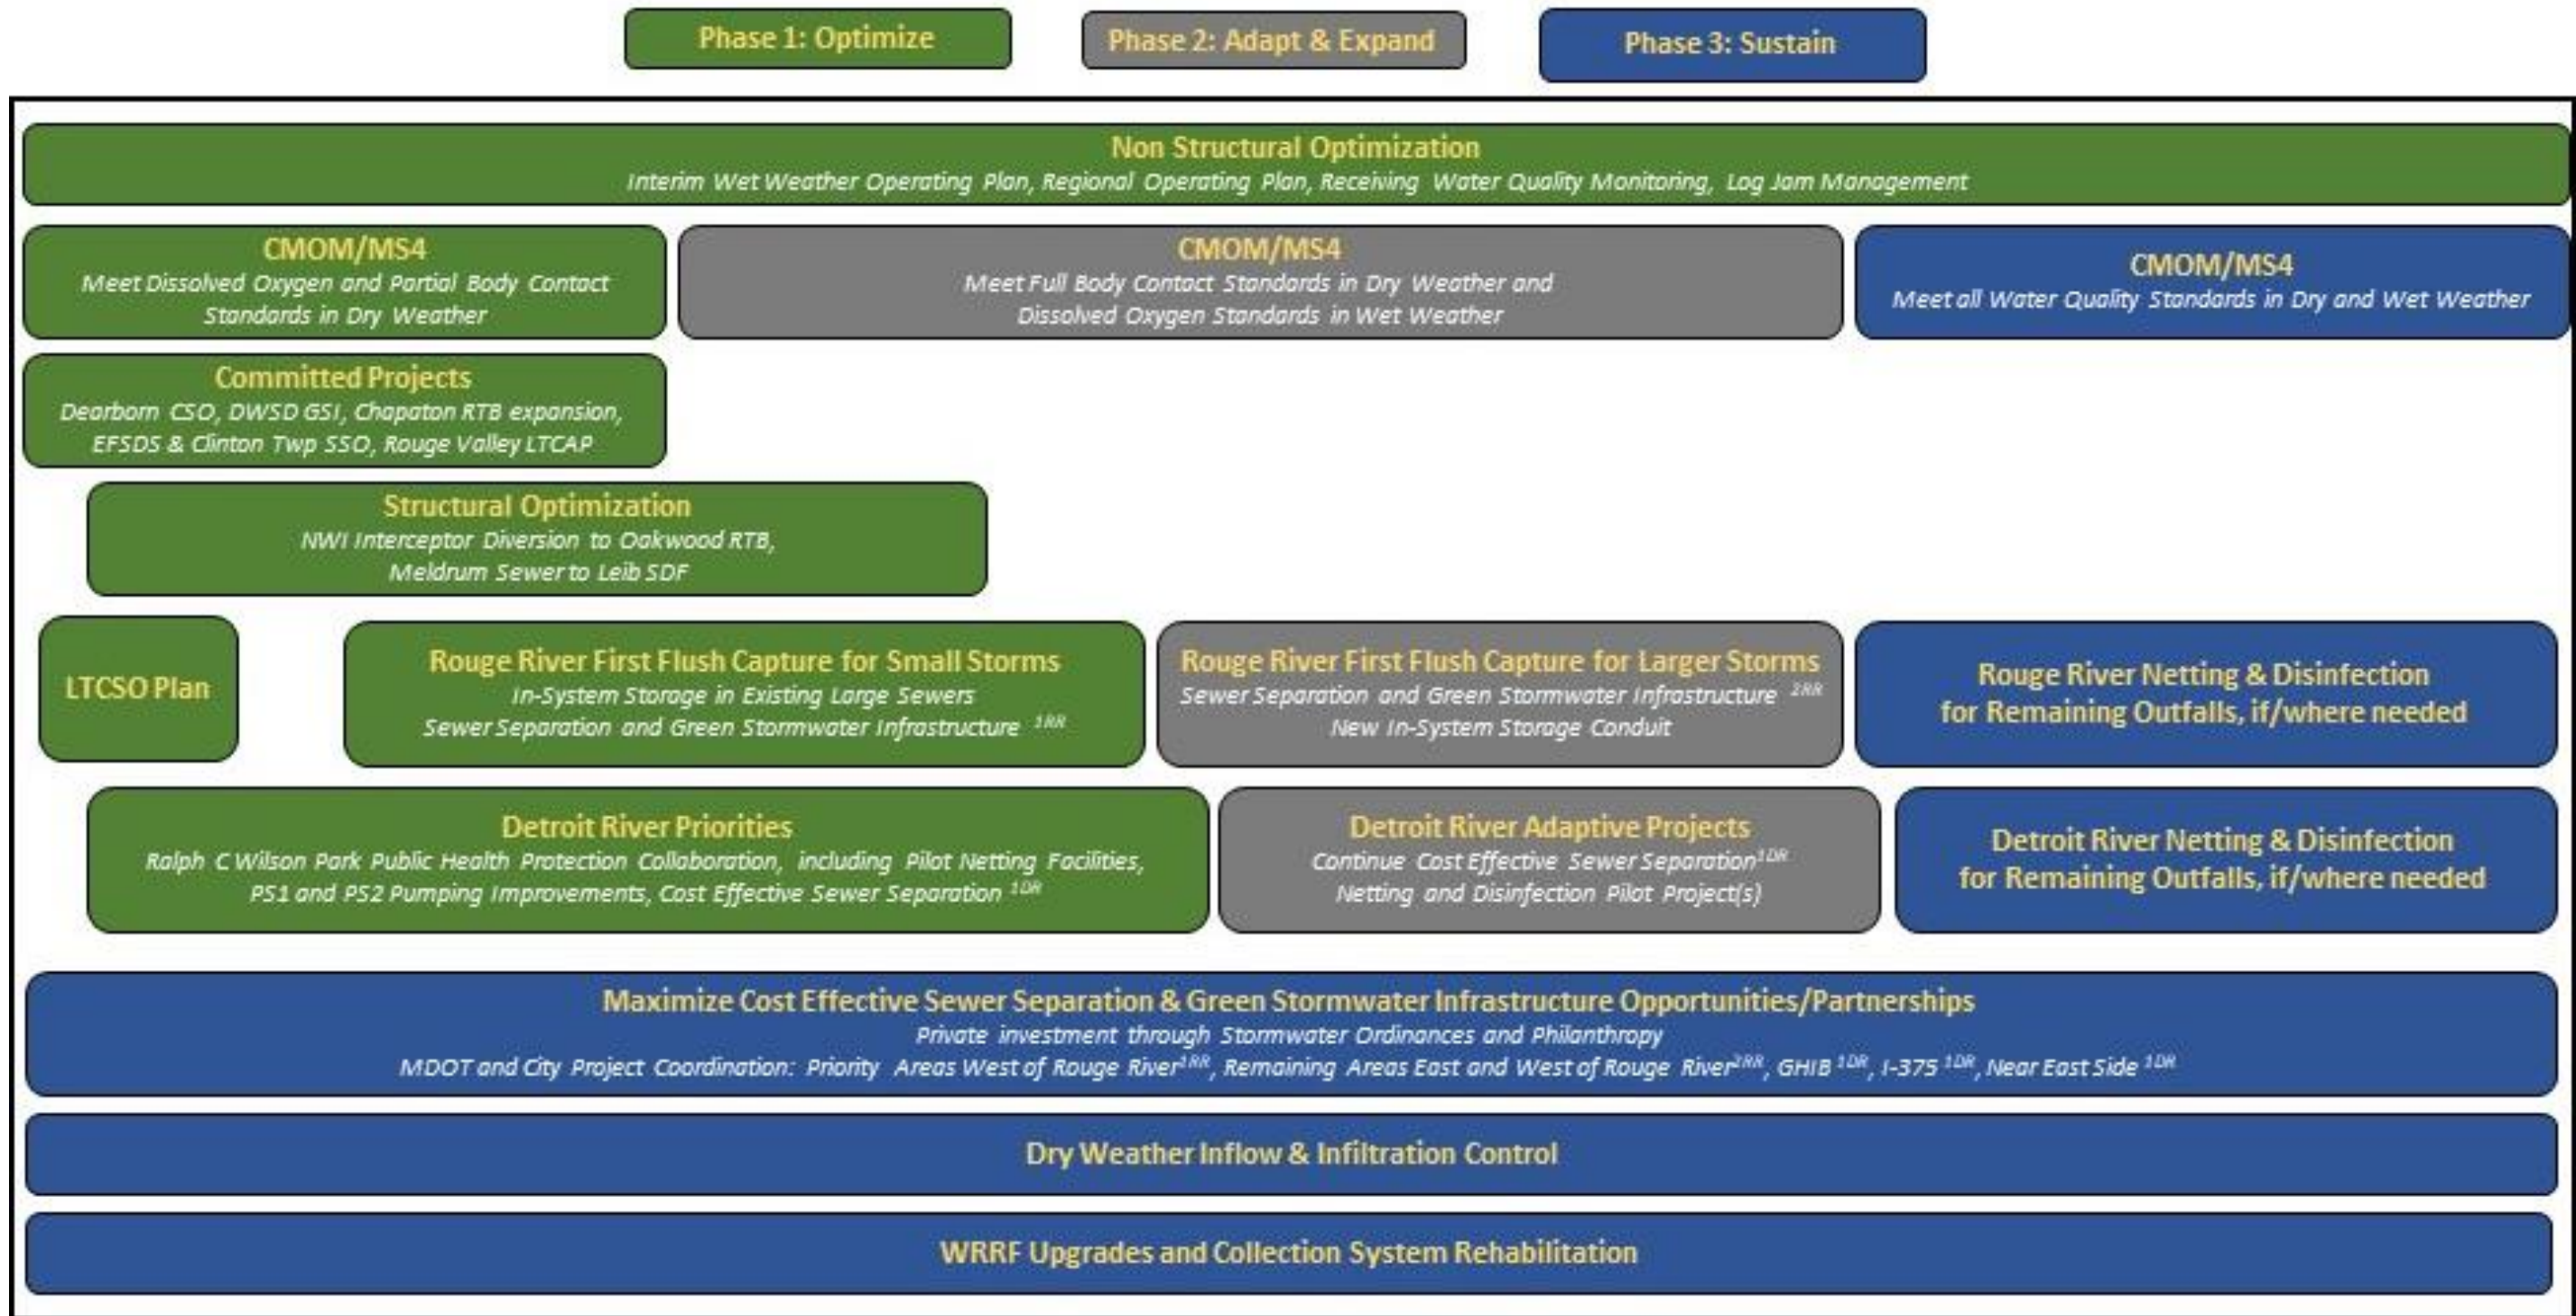 Phase 1: Optimize
Phase 2: Adapt & Expand
Phase 3: Sustain
Non Structural Optimization
Interim Wet Weather Operating Plan, Regional Operating Plan, Receiving Water Quality Monitoring, Log Jam Management
CMOM/MS4
Meet Dissolved Oxygen and Partial Body Contact
Standards in Dry Weather
CMOM/MS4
Meet Full Body Contact Standards in Dry Weather and
Dissolved Oxygen Standards in Wet Weather
CMOM/MS4
Meet all Water Quality Standards in Dry and Wet Weather
Committed Projects
Dearborn CSO, DWSD GSI, Chapaton RTB expansion,
EFSDS & Clinton Twp SSO, Rouge Valley LTCAP
Structural Optimization
NWI Interceptor Diversion to Oakwood RTB,
Meldrum Sewer to Leib SDF
LTCSO Plan
Rouge River First Flush Capture for Small Storms
In-System Storage in Existing Large Sewers
Sewer Separation and Green Stormwater Infrastructure 1RR
Rouge River First Flush Capture for Larger Storms
Sewer Separation and Green Stormwater Infrastructure 2RR
New In-System Storage Conduit
Rouge River Netting & Disinfection
for Remaining Outfalls, if/where needed
Detroit River Priorities
Ralph C Wilson Park Public Health Protection Collaboration, including Pilot Netting Facilities,
PS1 and PS2 Pumping Improvements, Cost Effective Sewer Separation 1DR
Detroit River Adaptive Projects
Continue Cost Effective Sewer Separation1DR
Netting and Disinfection Pilot Project(s)
Detroit River Netting & Disinfection
for Remaining Outfalls, if/where needed
Maximize Cost Effective Sewer Separation & Green Stormwater Infrastructure Opportunities/Partnerships
Private investment through Stormwater Ordinances and Philanthropy
MDOT and City Project Coordination: Priority Areas West of Rouge River1RR, Remaining Areas East and West of Rouge River2RR, GHIB 1DR, I-375 1DR, Near East Side 1DR
Dry Weather Inflow & Infiltration Control
WRRF Upgrades and Collection System Rehabilitation